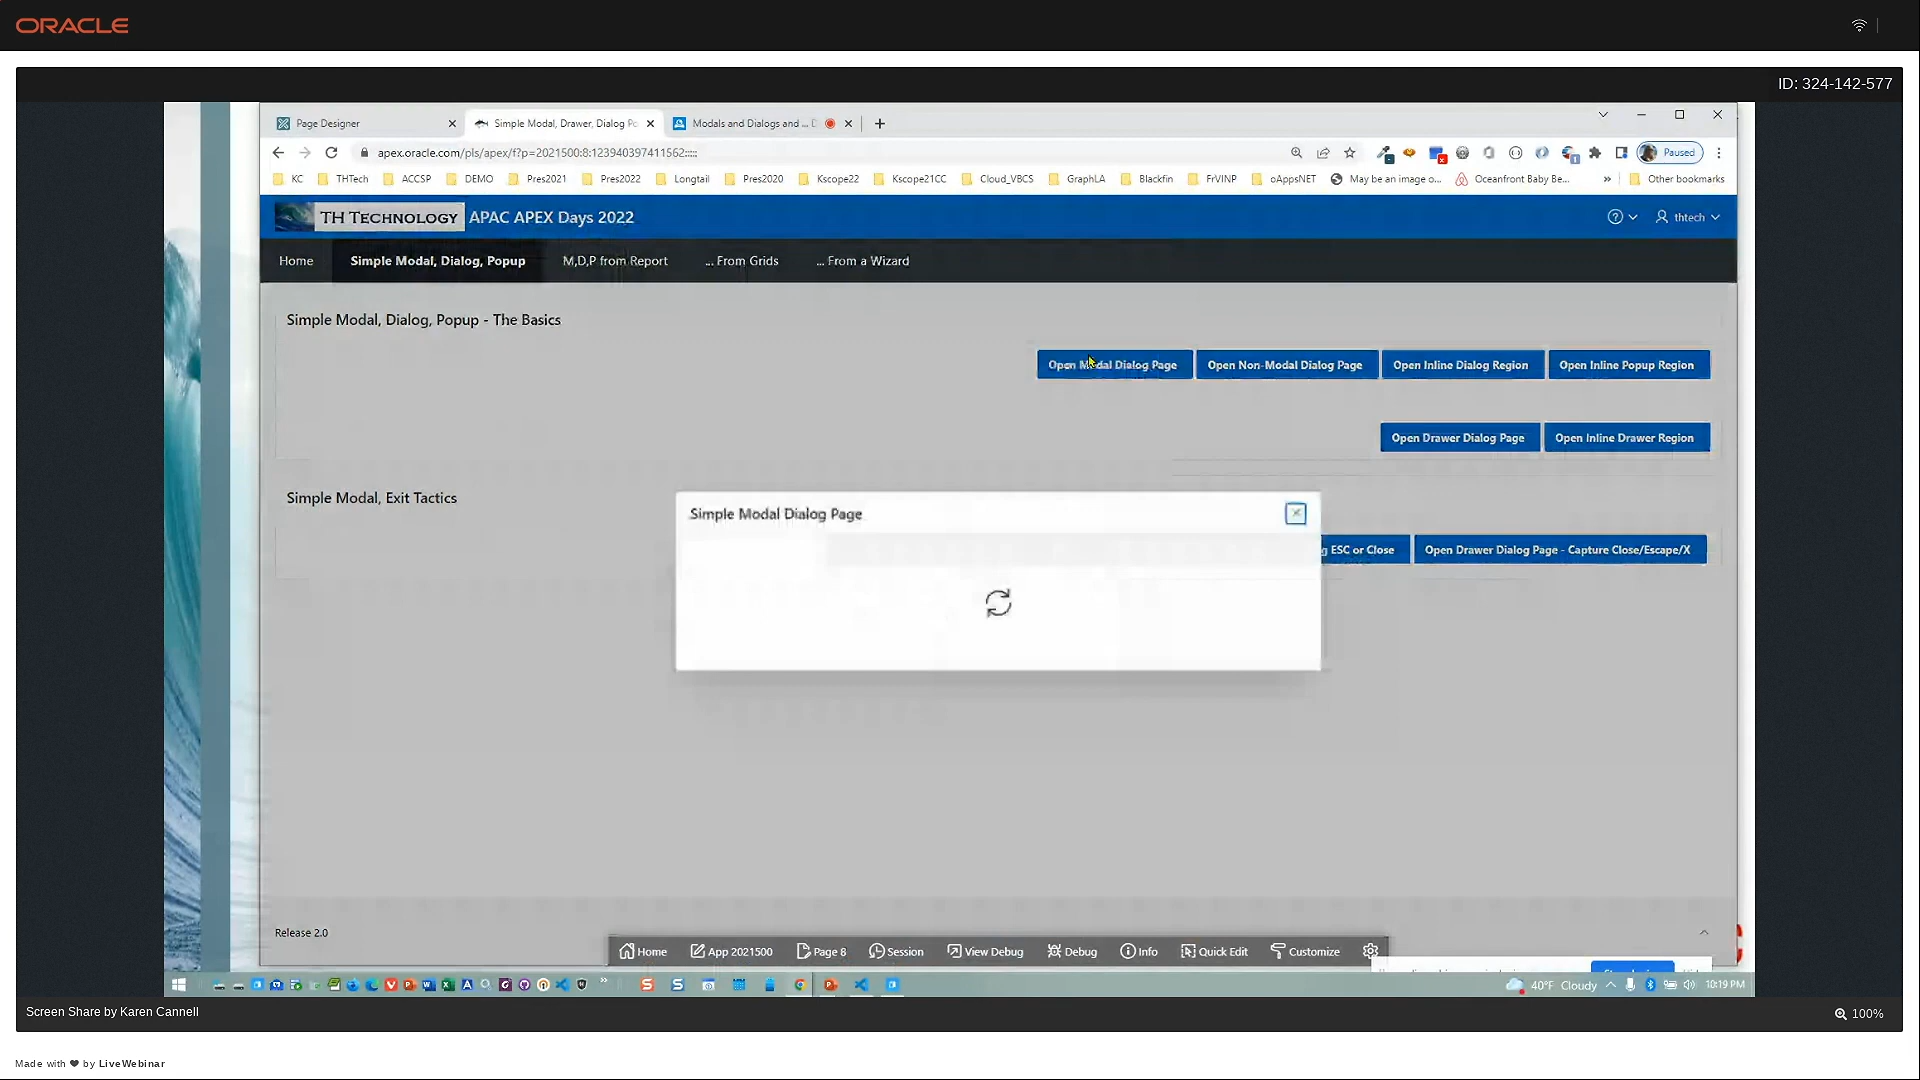 ORACLE
ID: 324-142-577
Page Designer
Simple Modal, Drawer, Dialog Po
Modals and Dialogs and ...
apex.oracle.com/pls/apex/f?p=2021500:8:123940397411562:::::
Paused
KC THTech ACCSP DEMO Pres2021 Pres2022 Longtail Pres2020 Kscope22 Kscope21CC Cloud_VBCS GraphLA Blackfin FrVINP oAppsNET May be an image o... Oceanfront Baby Be... » Other bookmarks
TH TECHNOLOGY APAC APEX Days 2022
thtech
Home Simple Modal, Dialog, Popup M,D,P from Report ... From Grids ... From a Wizard
Simple Modal, Dialog, Popup - The Basics
Open Modal Dialog Page Open Non-Modal Dialog Page Open Inline Dialog Region Open Inline Popup Region
Open Drawer Dialog Page Open Inline Drawer Region
Simple Modal, Exit Tactics
Simple Modal Dialog Page
ESC or Close Open Drawer Dialog Page - Capture Close/Escape/X
Release 2.0
Home App 2021500 Page 8 Session View Debug Debug Info Quick Edit Customize
40°F Cloudy 10:19 PM
Screen Share by Karen Cannell
100%
Made with ❤ by LiveWebinar